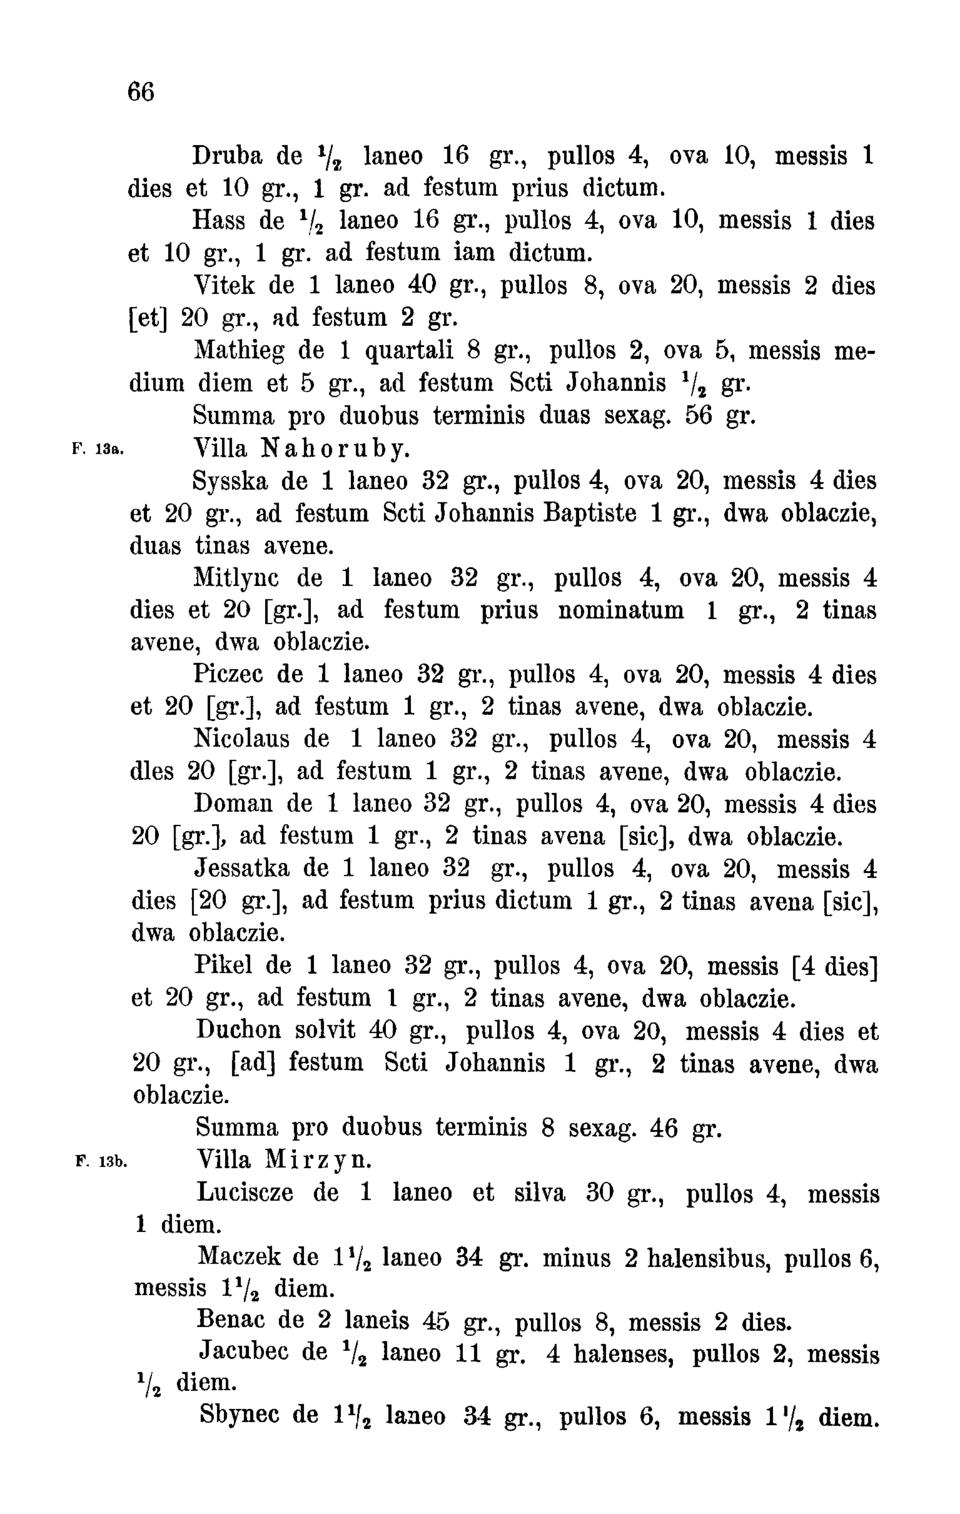 66
Druba de 1/2 laneo 16 gr., pullos 4, ova 10, messis 1
dies et 10 gr., 1 gr. ad festum prius dictum.
Hass de 1/2 laneo 16 gr., pullos 4, ova 10, messis 1 dies
et 10 gr., 1 gr. ad festum iam dictum.
Vitek de 1 laneo 40 gr., pullos 8, ova 20, messis 2 dies
[et] 20 gr., ad festum 2 gr.
Mathieg de 1 quartali 8 gr., pullos 2, ova 5, messis me-
dium diem et 5 gr., ad festum Scti Johannis 1/2 gr.
Summa pro duobus terminis duas sexag. 56 gr.
F. 13a. Villa Nahoruby.
Sysska de 1 laneo 32 gr., pullos 4, ova 20, messis 4 dies
et 20 gr., ad festum Scti Johannis Baptiste 1 gr., dwa oblaczie,
duas tinas avene.
Mitlync de 1 laneo 32 gr., pullos 4, ova 20, messis 4
dies et 20 [gr.], ad festum prius nominatum 1 gr., 2 tinas
avene, dwa oblaczie.
Piczec de 1 laneo 32 gr., pullos 4, ova 20, messis 4 dies
et 20 [gr.], ad festum 1 gr., 2 tinas avene, dwa oblaczie.
Nicolaus de 1 laneo 32 gr., pullos 4, ova 20, messis 4
dles 20 [gr.], ad festum 1 gr., 2 tinas avene, dwa oblaczie.
Doman de 1 laneo 32 gr., pullos 4, ova 20, messis 4 dies
20 [gr.], ad festum 1 gr., 2 tinas avena [sic], dwa oblaczie.
Jessatka de 1 laneo 32 gr., pullos 4, ova 20, messis 4
dies [20 gr.], ad festum prius dictum 1 gr., 2 tinas avena [sic],
dwa oblaczie.
Pikel de 1 laneo 32 gr., pullos 4, ova 20, messis [4 dies]
et 20 gr., ad festum 1 gr., 2 tinas avene, dwa oblaczie.
Duchon solvit 40 gr., pullos 4, ova 20, messis 4 dies et
20 gr., [ad] festum Scti Johannis 1 gr., 2 tinas avene, dwa
oblaczie.
Summa pro duobus terminis 8 sexag. 46 gr.
F. 13b. Villa Mirzyn.
Luciscze de 1 laneo et silva 30 gr., pullos 4, messis
1 diem.
Maczek de 1 1/2 laneo 34 gr. minus 2 halensibus, pullos 6,
messis 1 1/2 diem.
Benac de 2 laneis 45 gr., pullos 8, messis 2 dies.
Jacubec de 1/2 laneo 11 gr. 4 halenses, pullos 2, messis
1/2 diem.
Sbynec de 1 1/2 laneo 34 gr., pullos 6, messis 1 1/2 diem.